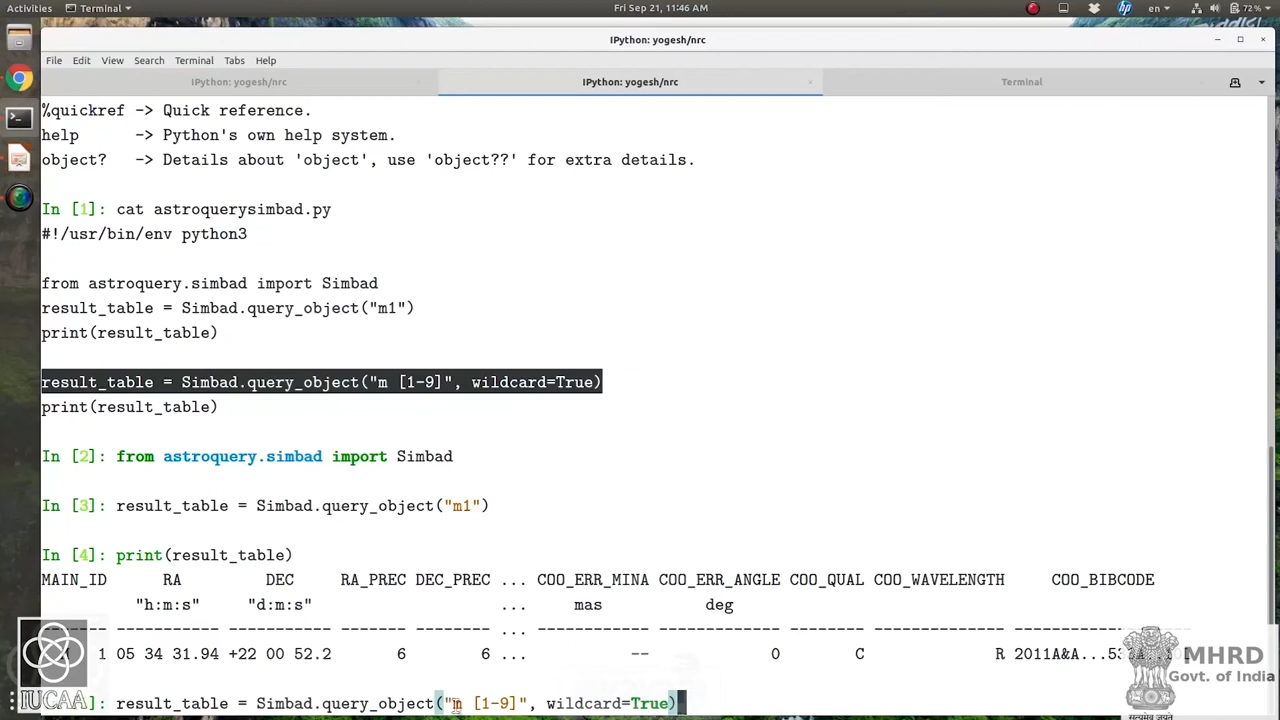 Activities Terminal Fri Sep 21, 11:46 AM en 72%
IPython: yogesh/nrc
File Edit View Search Terminal Tabs Help
IPython: yogesh/nrc IPython: yogesh/nrc Terminal
%quickref -> Quick reference.
help -> Python's own help system.
object? -> Details about 'object', use 'object??' for extra details.
In [1]: cat astroquerysimbad.py
#!/usr/bin/env python3
from astroquery.simbad import Simbad
result_table = Simbad.query_object("m1")
print(result_table)
result_table = Simbad.query_object("m [1-9]", wildcard=True)
print(result_table)
In [2]: from astroquery.simbad import Simbad
In [3]: result_table = Simbad.query_object("m1")
In [4]: print(result_table)
MAIN_ID RA DEC RA_PREC DEC_PREC ... COO_ERR_MINA COO_ERR_ANGLE COO_QUAL COO_WAVELENGTH COO_BIBCODE
"h:m:s" "d:m:s" ... mas deg
------- ----------- ----------- ------- -------- ... ------------ ------------- -------- -------------- -------------------
1 05 34 31.94 +22 00 52.2 6 6 ... -- 0 C R 2011A&A...53
]: result_table = Simbad.query_object("m [1-9]", wildcard=True)
IUCAA
MHRD
Govt. of India
सत्यमेव जयते